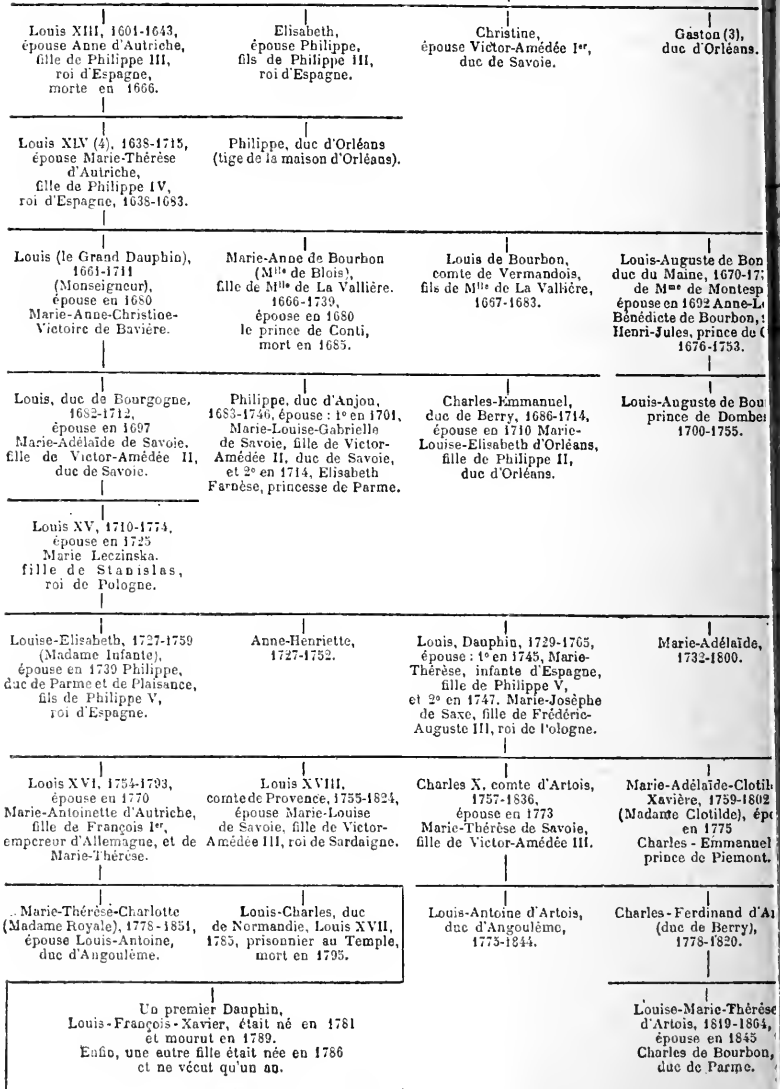 Louis XIII, 1601-1643,
épouse Anne d'Autriche,
fille de Philippe III,
roi d'Espagne,
morte en 1666.
Elisabeth,
épouse Philippe,
fils de Philippe III,
roi d'Espagne.
Christine,
épouse Victor-Amédée Ier,
duc de Savoie.
Gaston (3),
duc d'Orléans.
Louis XIV (4), 1638-1715,
épouse Marie-Thérèse
d'Autriche,
fille de Philippe IV,
roi d'Espagne, 1638-1683.
Philippe, duc d'Orléans
(tige de la maison d'Orléans).
Louis (le Grand Dauphin),
1661-1711
(Monseigneur),
épouse en 1680
Marie-Anne-Christine-
Victoire de Bavière.
Marie-Anne de Bourbon
(Mlle de Blois),
fille de Mlle de La Vallière.
1666-1739,
épouse en 1680
le prince de Conti,
mort en 1685.
Louis de Bourbon,
comte de Vermandois,
fils de Mlle de La Vallière,
1667-1683.
Louis-Auguste de
duc du Maine, 1670-
de Mme de
épouse en 1692
Bénédicte de Bourbon,
Henri-Jules, prince de
1676-1753.
Louis, duc de Bourgogne,
1682-1712,
épouse en 1697
Marie-Adélaïde de Savoie,
fille de Victor-Amédée II,
duc de Savoie.
Philippe, duc d'Anjou,
1683-1746, épouse : 1° en 1701,
Marie-Louise-Gabrielle
de Savoie, fille de Victor-
Amédée II, duc de Savoie,
et 2° en 1714, Elisabeth
Farnèse, princesse de Parme.
Charles-Emmanuel,
duc de Berry, 1686-1714,
épouse en 1710 Marie-
Louise-Elisabeth d'Orléans,
fille de Philippe II,
duc d'Orléans.
Louis-Auguste de
prince de
1700-1755.
Louis XV, 1710-1774,
épouse en 1725
Marie Leczinska.
fille de Stanislas,
roi de Pologne.
Louise-Elisabeth, 1727-1759
(Madame Infante),
épouse en 1739 Philippe,
duc de Parme et de Plaisance,
fils de Philippe V,
roi d'Espagne.
Anne-Henriette,
1727-1752.
Louis, Dauphin, 1729-1765,
épouse : 1° en 1745, Marie-
Thérèse, infante d'Espagne,
fille de Philippe V,
et 2° en 1747. Marie-Josèphe
de Saxe, fille de Frédéric-
Auguste III, roi de Pologne.
Marie-Adélaïde,
1732-1800.
Louis XVI, 1754-1793,
épouse en 1770
Marie-Antoinette d'Autriche,
fille de François Ier,
empereur d'Allemagne, et de
Marie-Thérèse.
Louis XVIII,
comte de Provence, 1755-1824,
épouse Marie-Louise
de Savoie, fille de Victor-
Amédée III, roi de Sardaigne.
Charles X, comte d'Artois,
1757-1836,
épouse en 1773
Marie-Thérèse de Savoie,
fille de Victor-Amédée III.
Marie-Adélaïde-
Xavière, 1759-1802
(Madame Clotilde),
en 1775
Charles-Emmanuel
prince de Piemont.
Marie-Thérèse-Charlotte
(Madame Royale), 1778-1851,
épouse Louis-Antoine,
duc d'Angoulême.
Louis-Charles, duc
de Normandie, Louis XVII,
1785, prisonnier au Temple,
mort en 1795.
Louis-Antoine d'Artois,
duc d'Angoulême,
1775-1844.
Charles-Ferdinand
(duc de Berry),
1778-1820.
Un premier Dauphin,
Louis-François-Xavier, était né en 1781
et mourut en 1789.
Enfin, une autre fille était née en 1786
et ne vécut qu'un an.
Louise-Marie-Thérèse
d'Artois, 1819-1864,
épouse en 1845
Charles de Bourbon,
duc de Parme.